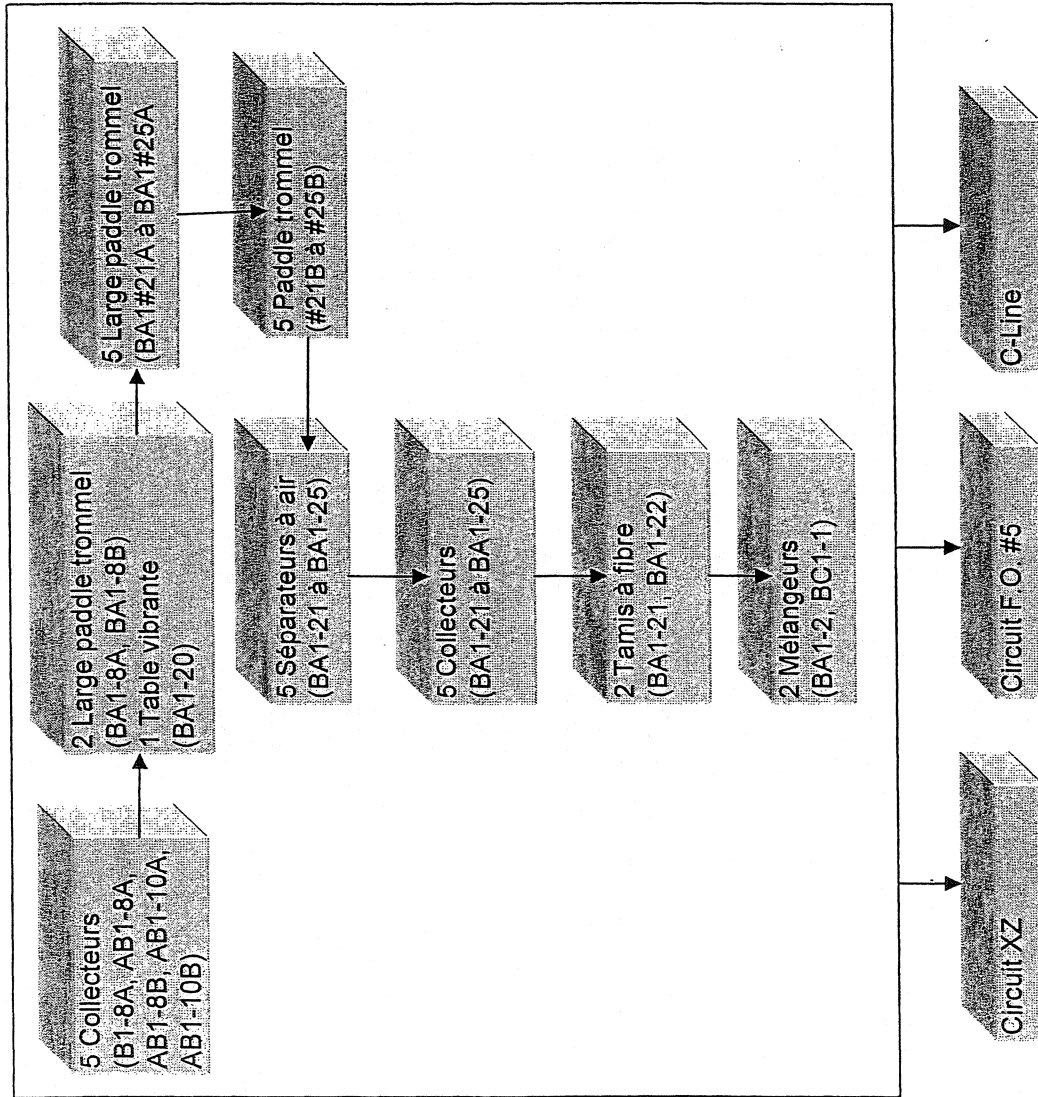 5 Collecteurs
(B1-8A, AB1-8A,
AB1-8B, AB1-10A,
AB1-10B)
2 Large paddle trommel
(BA1-8A, BA1-8B)
1 Table vibrante
(BA1-20)
5 Large paddle trommel
(BA1#21A à BA1#25A
5 Paddle trommel
(#21B à #25B)
5 Séparateurs à air
(BA1-21 à BA1-25)
5 Collecteurs
(BA1-21 à BA1-25)
2 Tamis à fibre
(BA1-21, BA1-22)
2 Mélangeurs
(BA1-2, BC1-1)
Circuit XZ
Circuit F.O. #5
C-Line